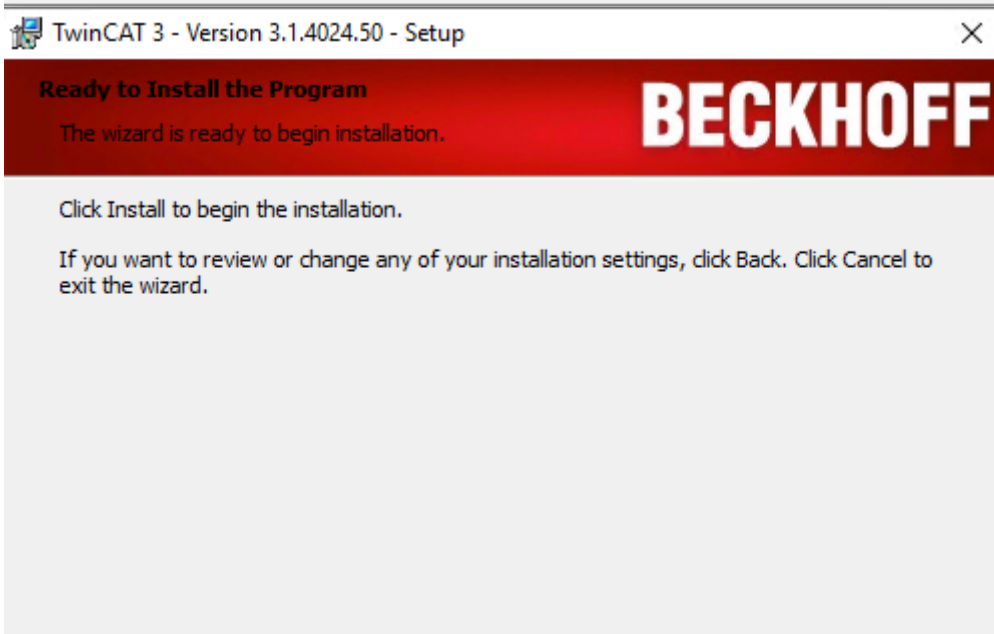 TwinCAT 3 - Version 3.1.4024.50 - Setup
Ready to Install the Program
BECKHOFF
The wizard is ready to begin installation.
Click Install to begin the installation.
If you want to review or change any of your installation settings, click Back. Click Cancel to
exit the wizard.